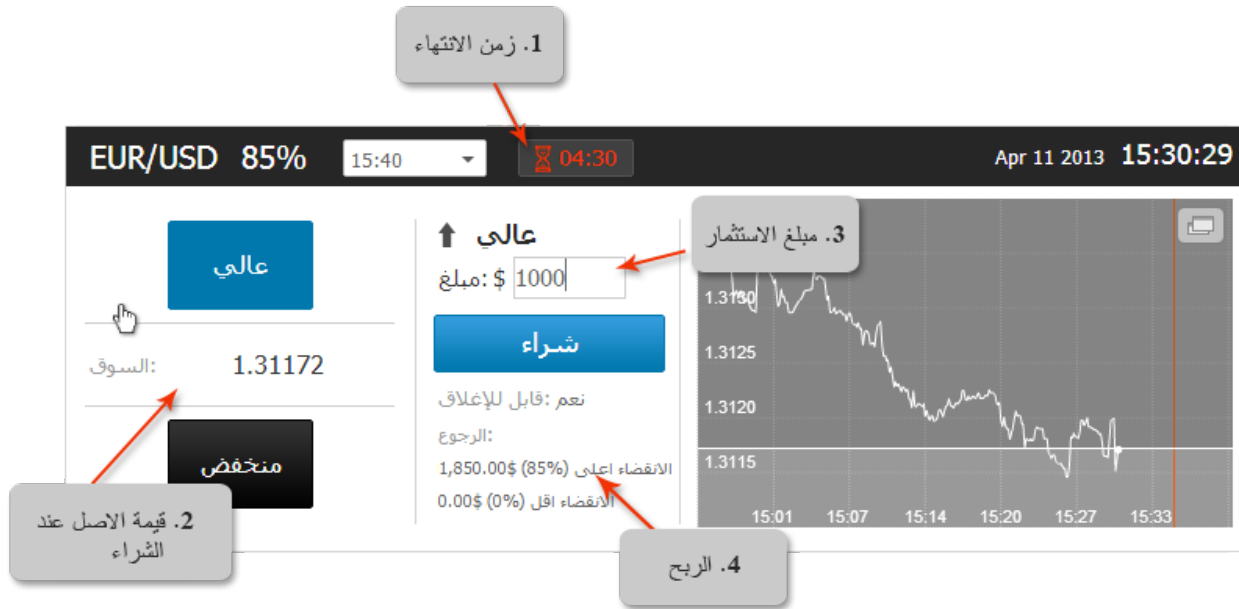 1. زمن الانتهاء
EUR/USD 85% 15:40 04:30 Apr 11 2013 15:30:29
عالي
السوق: 1.31172
منخفض
2. قيمة الاصل عند
الشراء
عالي
مبلغ: $ 1000
شراء
قابل للإغلاق: نعم
الرجوع:
الانقضاء اعلى (85%) $1,850.00
الانقضاء اقل (0%) $0.00
3. مبلغ الاستثمار
1.3130
1.3125
1.3120
1.3115
15:01 15:07 15:14 15:20 15:27 15:33
4. الربح